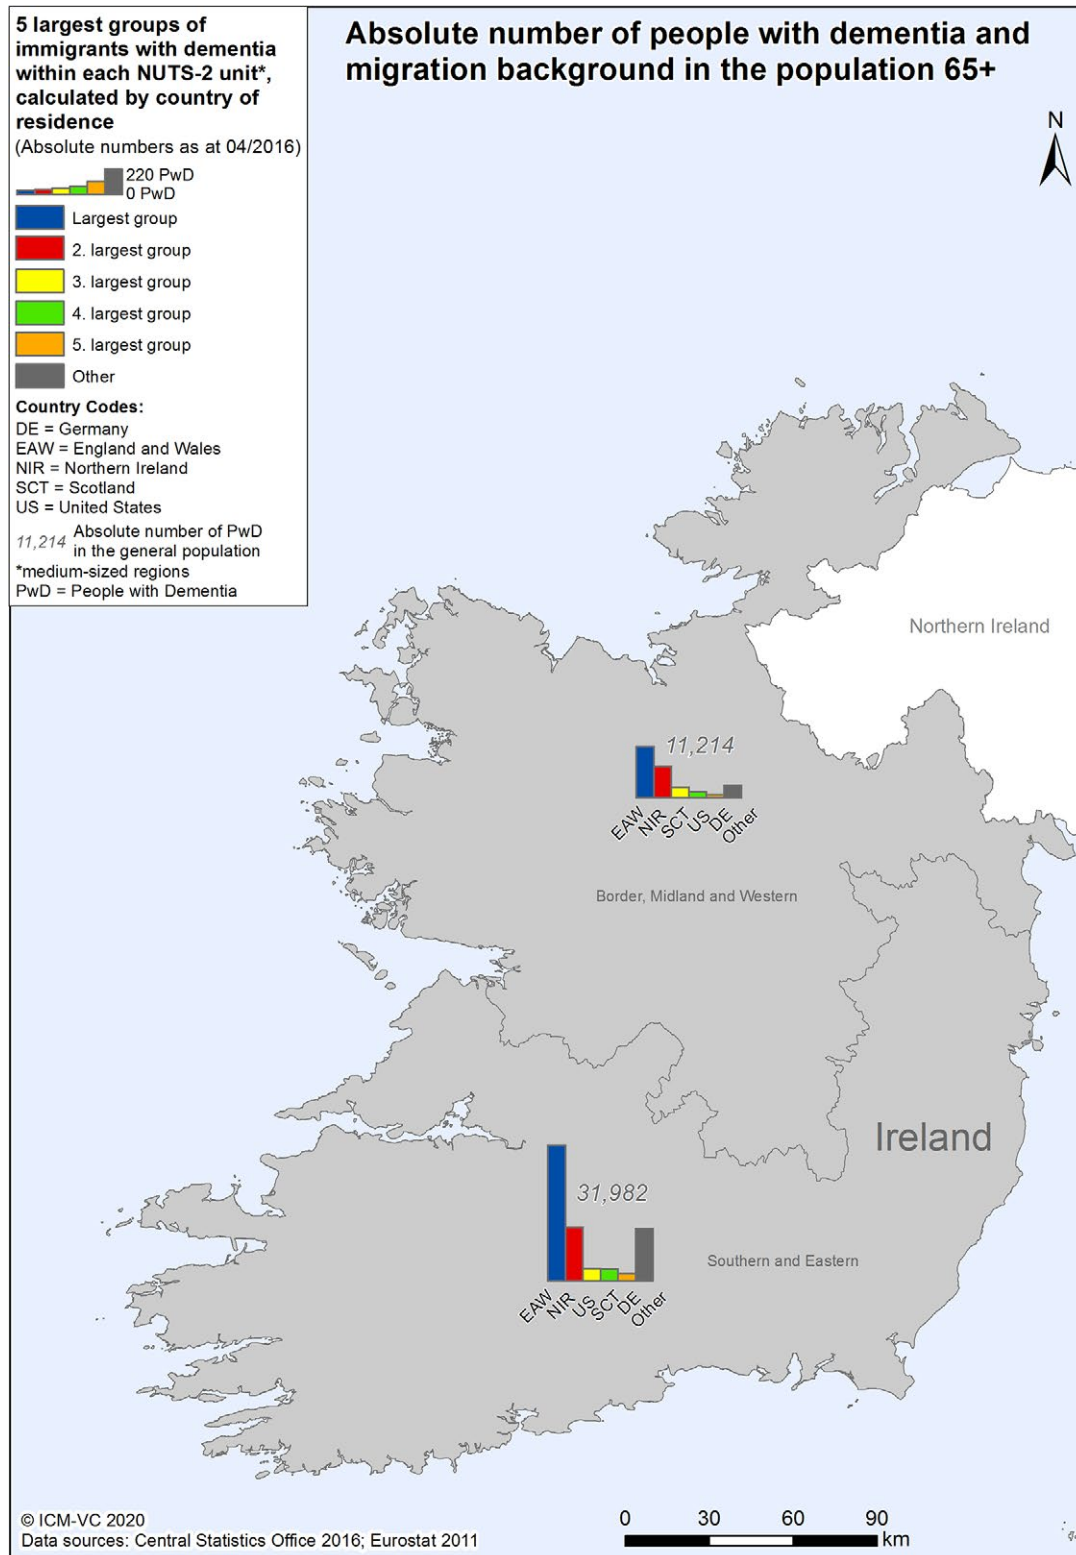 5 largest groups of
immigrants with dementia
within each NUTS-2 unit*,
calculated by country of
residence
(Absolute numbers as at 04/2016)
220 PwD
0 PwD
Largest group
2. largest group
3. largest group
4. largest group
5. largest group
Other
Country Codes:
DE = Germany
EAW = England and Wales
NIR = Northern Ireland
SCT = Scotland
US = United States
11,214 Absolute number of PwD
in the general population
*medium-sized regions
PwD = People with Dementia
Absolute number of people with dementia and
migration background in the population 65+
N
Northern Ireland
11,214
EAW
NIR
SCT
US
DE
Other
Border, Midland and Western
Ireland
31,982
EAW
NIR
US
SCT
DE
Other
Southern and Eastern
© ICM-VC 2020
Data sources: Central Statistics Office 2016; Eurostat 2011
0 30 60 90
km